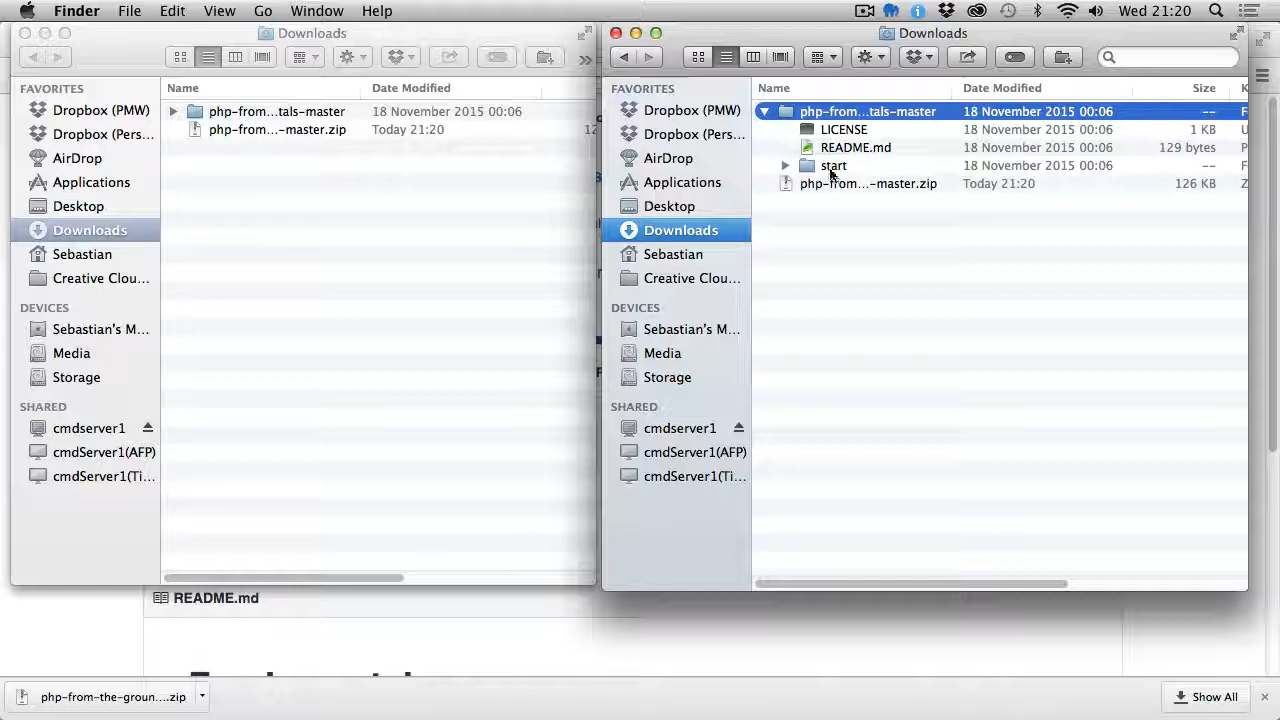 Finder File Edit View Go Window Help Wed 21:20
Downloads
FAVORITES
Dropbox (PMW)
Dropbox (Pers...
AirDrop
Applications
Desktop
Downloads
Sebastian
Creative Clou...
DEVICES
Sebastian's M...
Media
Storage
SHARED
cmdserver1
cmdServer1(AFP)
cmdServer1(Ti...
Name Date Modified
php-from...tals-master 18 November 2015 00:06
php-from...-master.zip Today 21:20 12
Downloads
FAVORITES
Dropbox (PMW)
Dropbox (Pers...
AirDrop
Applications
Desktop
Downloads
Sebastian
Creative Clou...
DEVICES
Sebastian's M...
Media
Storage
SHARED
cmdserver1
cmdServer1(AFP)
cmdServer1(Ti...
Name Date Modified Size
php-from...tals-master 18 November 2015 00:06 --
LICENSE 18 November 2015 00:06 1 KB
README.md 18 November 2015 00:06 129 bytes
start 18 November 2015 00:06 --
php-from...-master.zip Today 21:20 126 KB
README.md
php-from-the-groun....zip
Show All